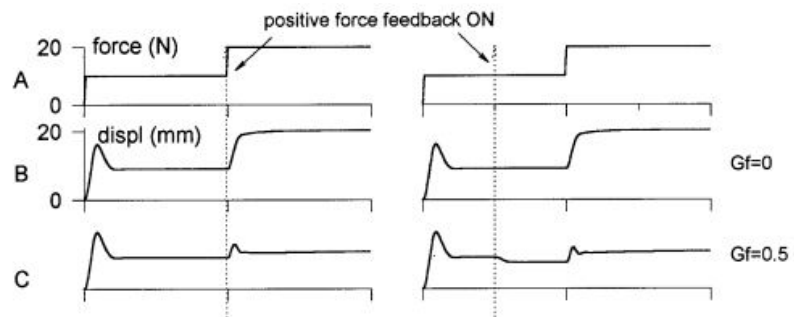 positive force feedback ON
20 force (N)
A
0
20 displ (mm)
B Gf=0
0
C Gf=0.5